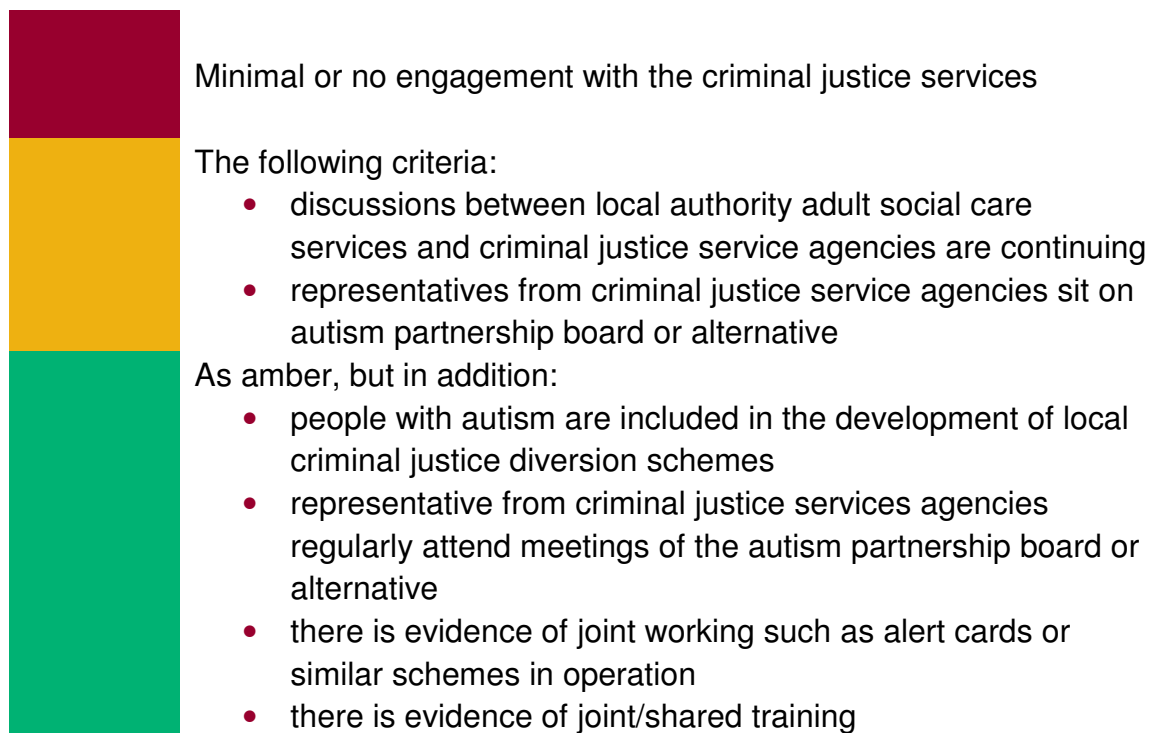 Minimal or no engagement with the criminal justice services
The following criteria:
• discussions between local authority adult social care
services and criminal justice service agencies are continuing
• representatives from criminal justice service agencies sit on
autism partnership board or alternative
As amber, but in addition:
• people with autism are included in the development of local
criminal justice diversion schemes
• representative from criminal justice services agencies
regularly attend meetings of the autism partnership board or
alternative
• there is evidence of joint working such as alert cards or
similar schemes in operation
• there is evidence of joint/shared training